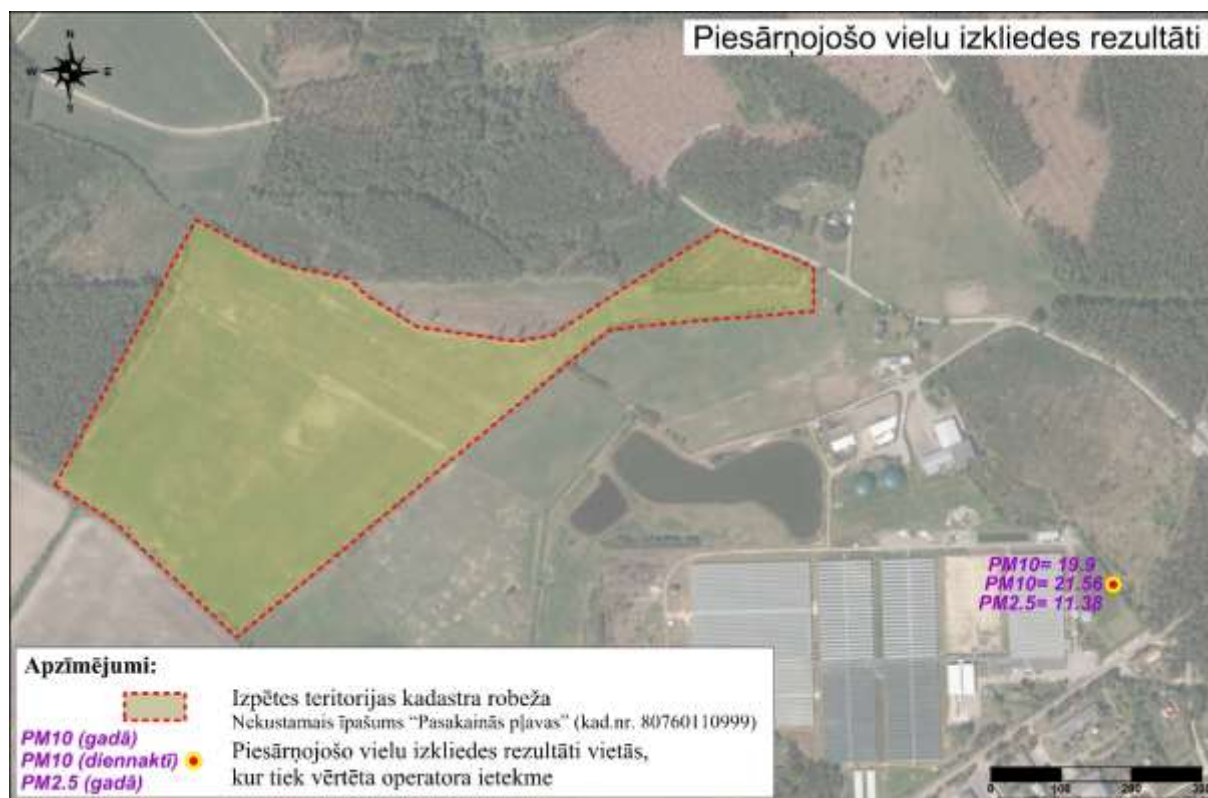 Piesārņojošo vielu izkliedes rezultāti
N
W
E
S
PM10= 19.9
PM10= 21.56
PM2.5= 11.38
Apzīmējumi:
Izpētes teritorijas kadastra robeža
Nekustamais īpašums “Pasakainās pļavas” (kad.nr. 80760110999)
PM10 (gadā)
PM10 (diennaktī)
PM2.5 (gadā)
Piesārņojošo vielu izkliedes rezultāti vietās,
kur tiek vērtēta operatora ietekme
0 100 200 300